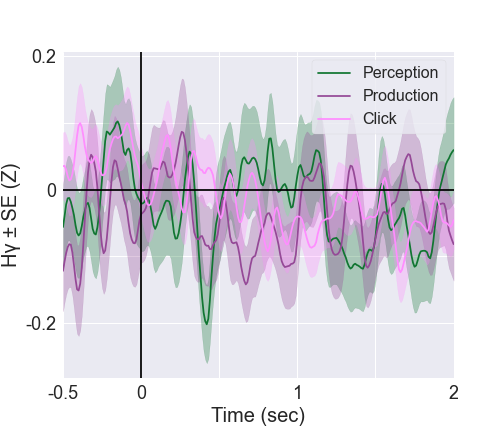 0.2
Perception
Production
Click
0
-0.2
Hγ ± SE (Z)
-0.5 0 1 2
Time (sec)